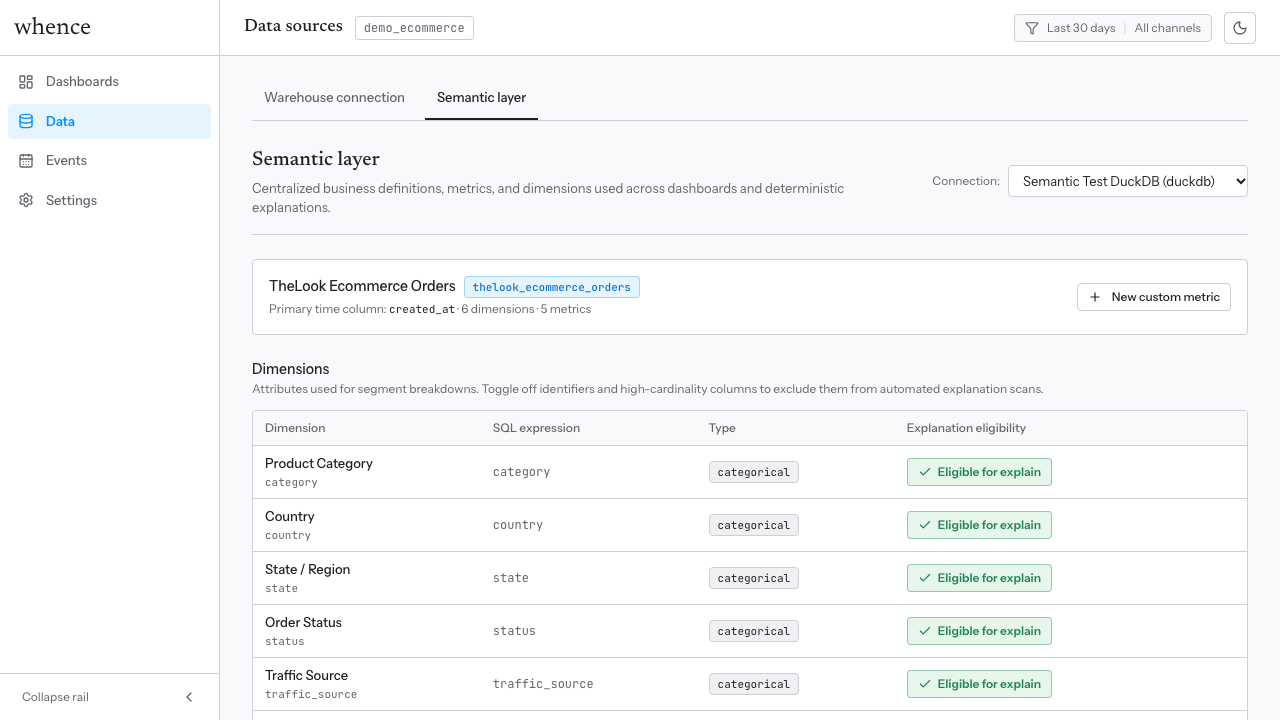 whence
Data sources
demo_ecommerce
Last 30 days | All channels
Dashboards
Data
Events
Settings
Collapse rail
Warehouse connection
Semantic layer
Semantic layer
Centralized business definitions, metrics, and dimensions used across dashboards and deterministic
explanations.
Connection:
Semantic Test DuckDB (duckdb)
TheLook Ecommerce Orders
thelook_ecommerce_orders
Primary time column: created_at · 6 dimensions · 5 metrics
New custom metric
Dimensions
Attributes used for segment breakdowns. Toggle off identifiers and high-cardinality columns to exclude them from automated explanation scans.
Dimension
SQL expression
Type
Explanation eligibility
Product Category
category
category
categorical
Eligible for explain
Country
country
country
categorical
Eligible for explain
State / Region
state
state
categorical
Eligible for explain
Order Status
status
status
categorical
Eligible for explain
Traffic Source
traffic_source
traffic_source
categorical
Eligible for explain